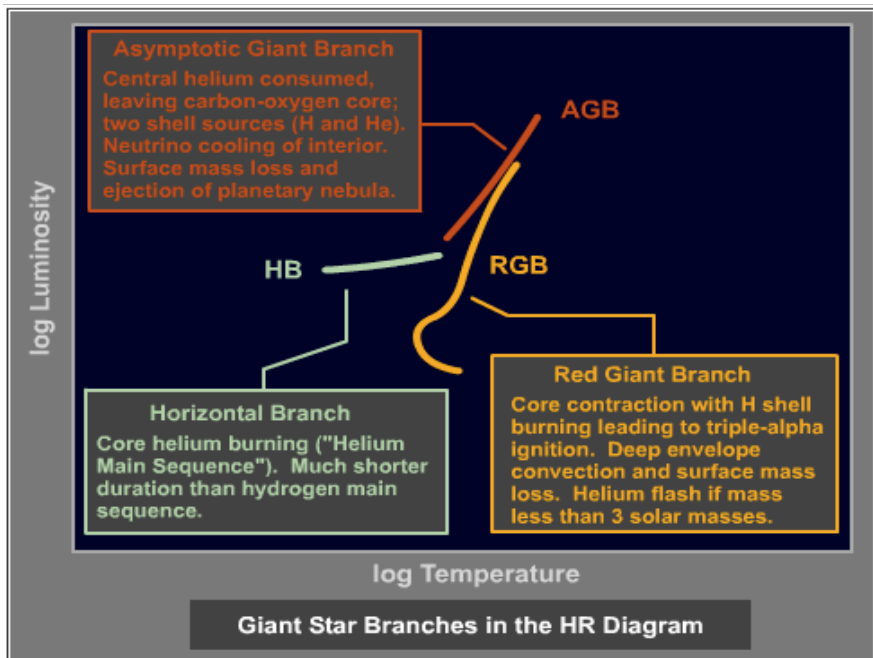 Asymptotic Giant Branch
Central helium consumed,
leaving carbon-oxygen core;
two shell sources (H and He).
Neutrino cooling of interior.
Surface mass loss and
ejection of planetary nebula.
AGB
HB
RGB
log Luminosity
Horizontal Branch
Core helium burning ("Helium
Main Sequence"). Much shorter
duration than hydrogen main
sequence.
Red Giant Branch
Core contraction with H shell
burning leading to triple-alpha
ignition. Deep envelope
convection and surface mass
loss. Helium flash if mass
less than 3 solar masses.
log Temperature
Giant Star Branches in the HR Diagram